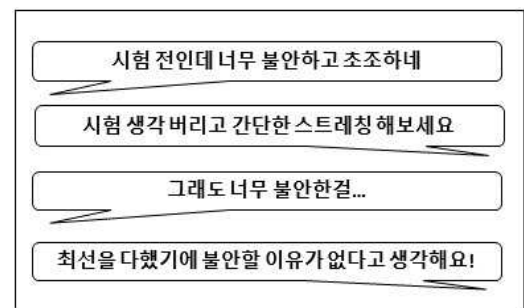 시험 전인데 너무 불안하고 초조하네
시험 생각 버리고 간단한 스트레칭 해보세요
그래도 너무 불안한걸...
최선을 다했기에 불안할 이유가 없다고 생각해요!